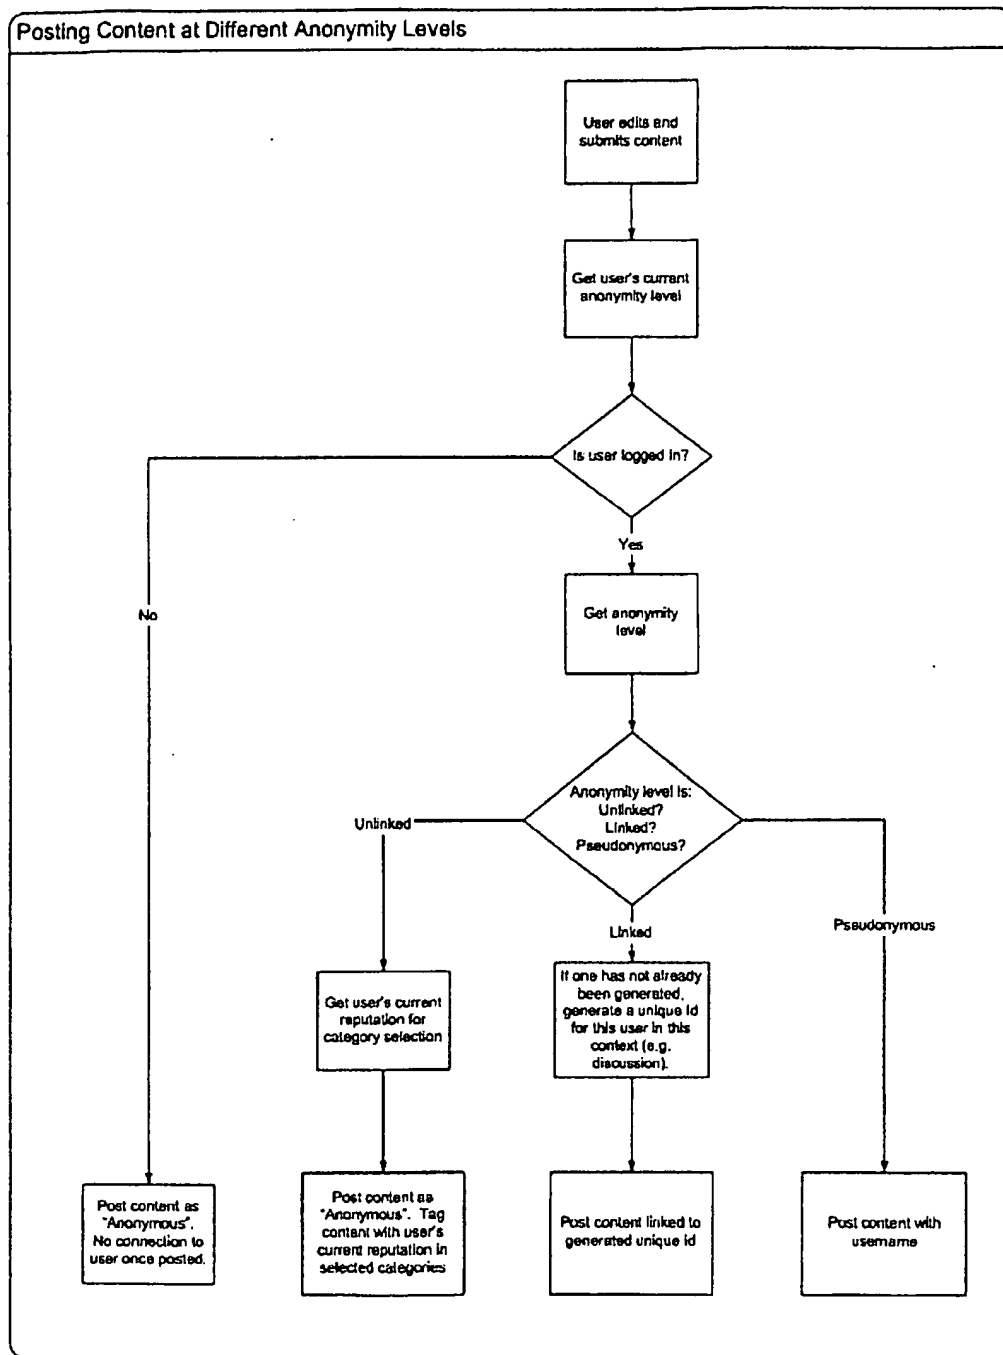 Posting Content at Different Anonymity Levels
User edits and
submits content
Get user's current
anonymity level
Is user logged in?
Yes
No
Get anonymity
level
Anonymity level is:
Unlinked?
Linked?
Pseudonymous?
Unlinked
Linked
Pseudonymous
Get user's current
reputation for
category selection
If one has not already
been generated,
generate a unique id
for this user in this
context (e.g.
discussion).
Post content as
"Anonymous".
No connection to
user once posted.
Post content as
"Anonymous". Tag
content with user's
current reputation in
selected categories
Post content linked to
generated unique id
Post content with
username